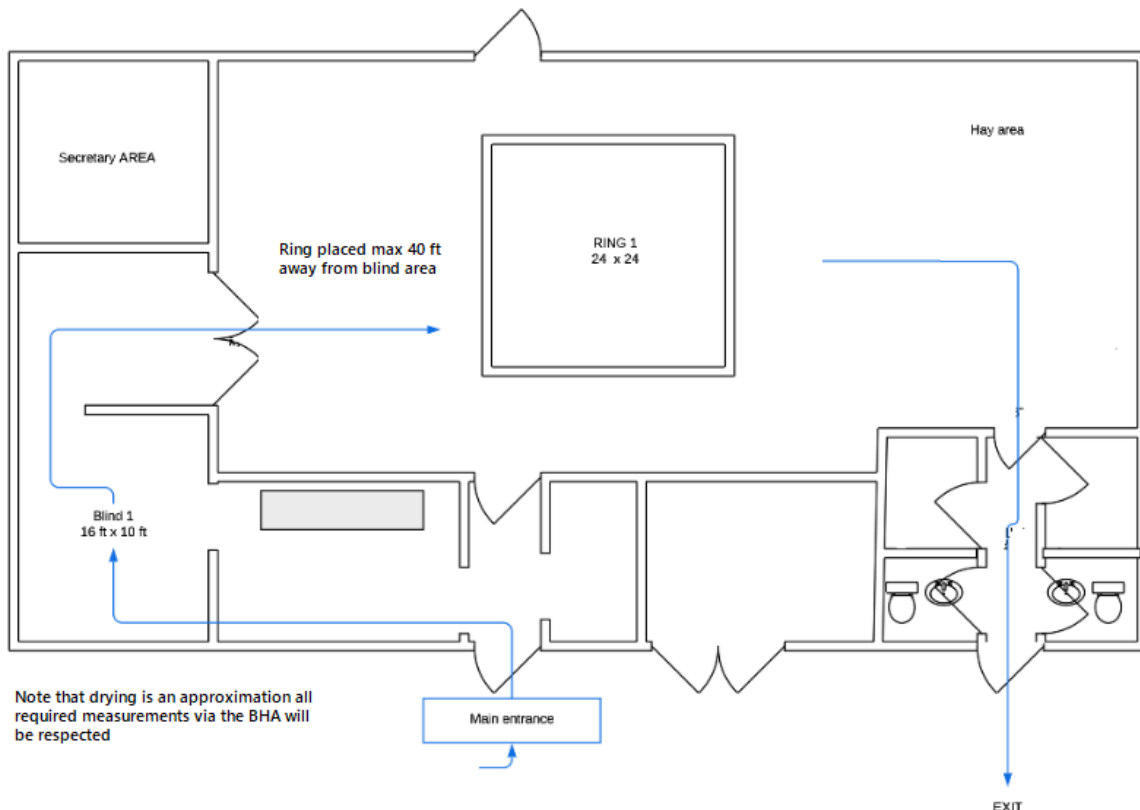 Secretary AREA
Hay area
Ring placed max 40 ft
away from blind area
RING 1
24 x 24
Blind 1
16 ft x 10 ft
Note that drying is an approximation all
required measurements via the BHA will
be respected
Main entrance
EXIT